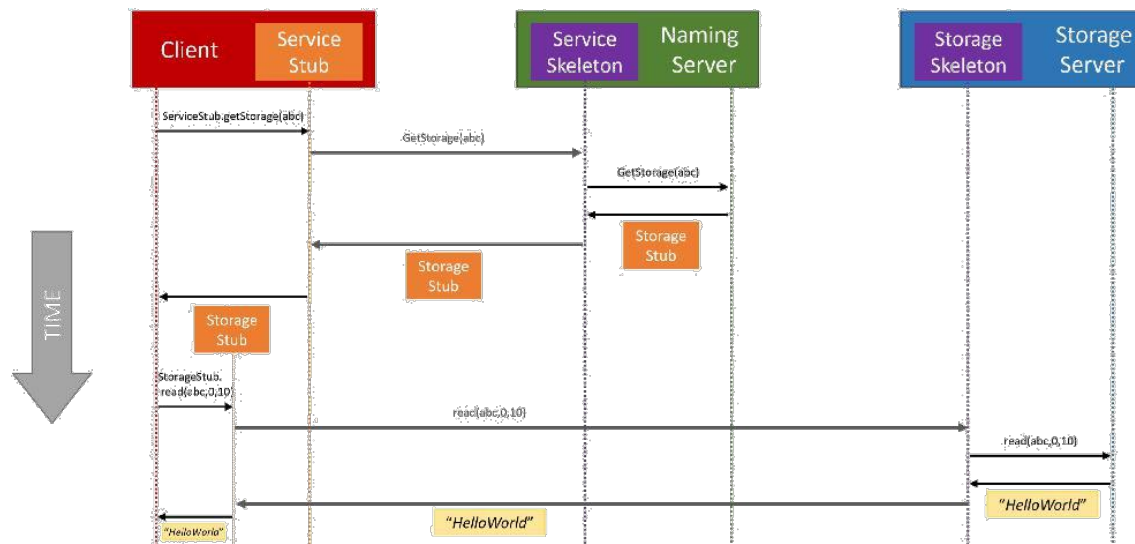 Client
Service
Stub
Service
Skeleton
Naming
Server
Storage
Skeleton
Storage
Server
ServiceStub.getStorage(abc)
GetStorage(abc)
GetStorage(abc)
Storage
Stub
Storage
Stub
Storage
Stub
TIME
StorageStub.
read(abc,0,10)
read(abc,0,10)
read(abc,0,10)
"HelloWorld"
"HelloWorld"
"HelloWorld"